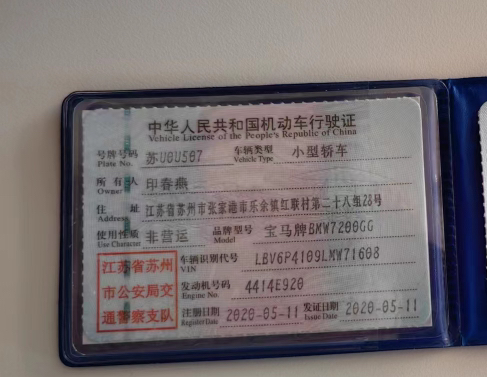 中华人民共和国机动车行驶证
Vehicle License of the People's Republic of China
号牌号码 苏U0U507 车辆类型 小型轿车
Plate No. Vehicle Type
所有人 印春燕
Owner
住址 江苏省苏州市张家港市乐余镇红联村第二十八组28号
Address
使用性质 非营运 品牌型号 宝马牌BMW7200GG
Use Character Model
江苏省苏州市公安局交通警察支队
车辆识别代号 LBV6P4109LMW71608
VIN
发动机号码 4414E920
Engine No.
注册日期 2020-05-11 发证日期 2020-05-11
Register Date Issue Date